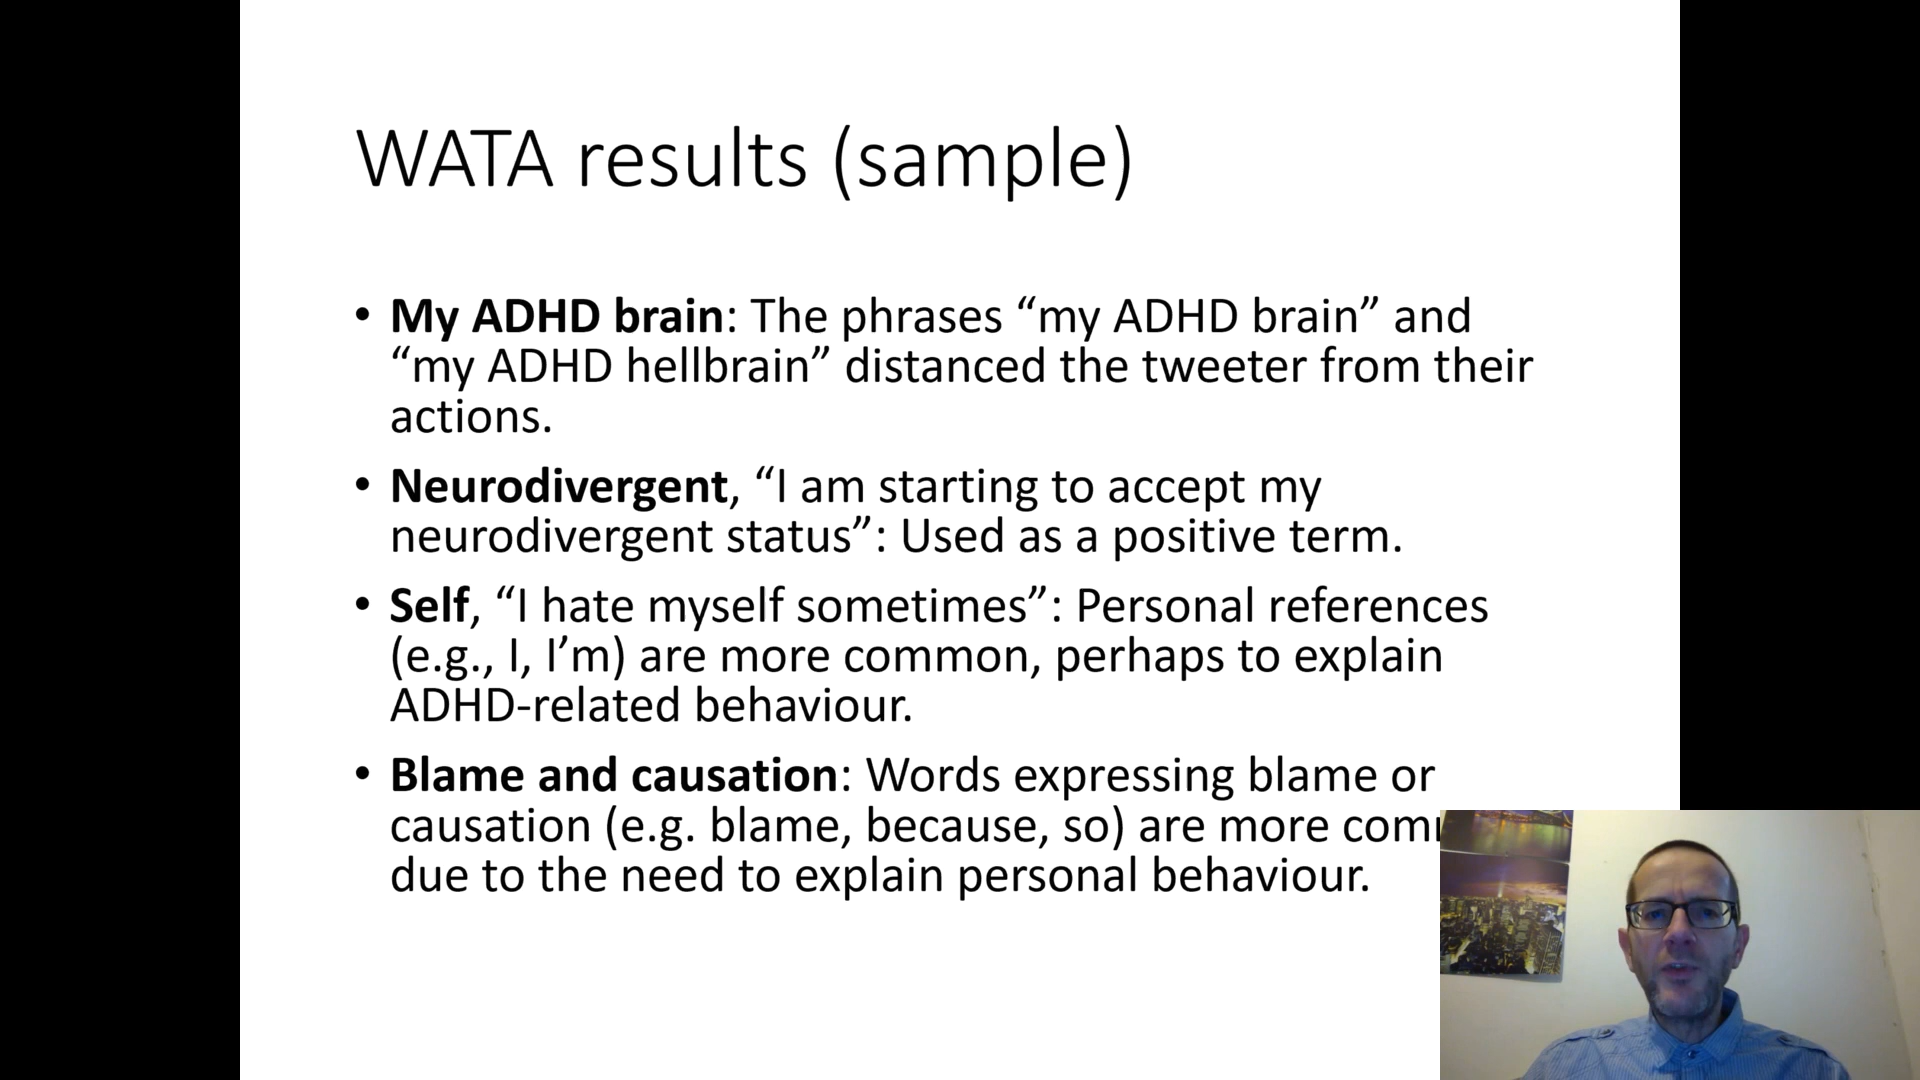 WATA results (sample)
• My ADHD brain: The phrases “my ADHD brain” and
“my ADHD hellbrain” distanced the tweeter from their
actions.
• Neurodivergent, “I am starting to accept my
neurodivergent status”: Used as a positive term.
• Self, “I hate myself sometimes”: Personal references
(e.g., I, I’m) are more common, perhaps to explain
ADHD-related behaviour.
• Blame and causation: Words expressing blame or
causation (e.g. blame, because, so) are more
due to the need to explain personal behaviour.